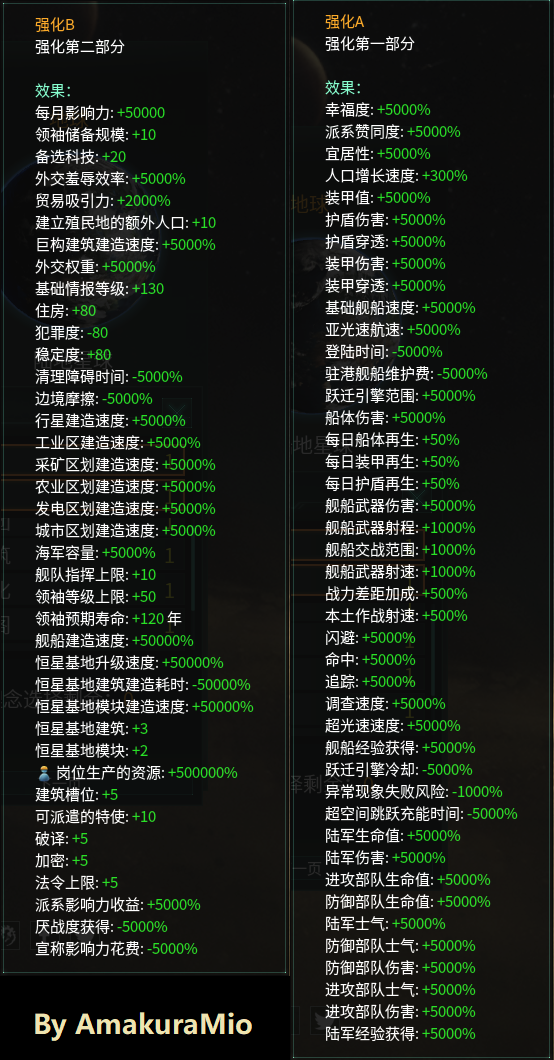 强化B
强化第二部分
效果:
每月影响力: +50000
领袖储备规模: +10
备选科技: +20
外交羞辱效率: +5000%
贸易吸引力: +2000%
建立殖民地的额外人口: +10
巨构建筑建造速度: +5000%
外交权重: +5000%
基础情报等级: +130
住房: +80
犯罪度: -80
稳定度: +80
清理障碍时间: -5000%
边境摩擦: -5000%
行星建造速度: +5000%
工业区建造速度: +5000%
采矿区划建造速度: +5000%
农业区划建造速度: +5000%
发电区划建造速度: +5000%
城市区划建造速度: +5000%
海军容量: +5000%
舰队指挥上限: +10
领袖等级上限: +50
领袖预期寿命: +120 年
舰船建造速度: +50000%
恒星基地升级速度: +50000%
恒星基地建筑建造耗时: -50000%
恒星基地模块建造速度: +50000%
恒星基地建筑: +3
恒星基地模块: +2
岗位生产的资源: +500000%
建筑槽位: +5
可派遣的特使: +10
破译: +5
加密: +5
法令上限: +5
派系影响力收益: +5000%
厌战度获得: -5000%
宣称影响力花费: -5000%
By AmakuraMio
强化A
强化第一部分
效果:
幸福度: +5000%
派系赞同度: +5000%
宜居性: +5000%
人口增长速度: +300%
装甲值: +5000%
护盾伤害: +5000%
护盾穿透: +5000%
装甲伤害: +5000%
装甲穿透: +5000%
基础舰船速度: +5000%
亚光速航速: +5000%
登陆时间: -5000%
驻港舰船维护费: -5000%
跃迁引擎范围: +5000%
船体伤害: +5000%
每日船体再生: +50%
每日装甲再生: +50%
每日护盾再生: +50%
舰船武器伤害: +5000%
舰船武器射程: +1000%
舰船交战范围: +1000%
舰船武器射速: +1000%
战力差距加成: +500%
本土作战射速: +500%
闪避: +5000%
命中: +5000%
追踪: +5000%
调查速度: +5000%
超光速速度: +5000%
舰船经验获得: +5000%
跃迁引擎冷却: -5000%
异常现象失败风险: -1000%
超空间跳跃充能时间: -5000%
陆军生命值: +5000%
陆军伤害: +5000%
进攻部队生命值: +5000%
防御部队生命值: +5000%
陆军士气: +5000%
防御部队士气: +5000%
防御部队伤害: +5000%
进攻部队士气: +5000%
进攻部队伤害: +5000%
陆军经验获得: +5000%